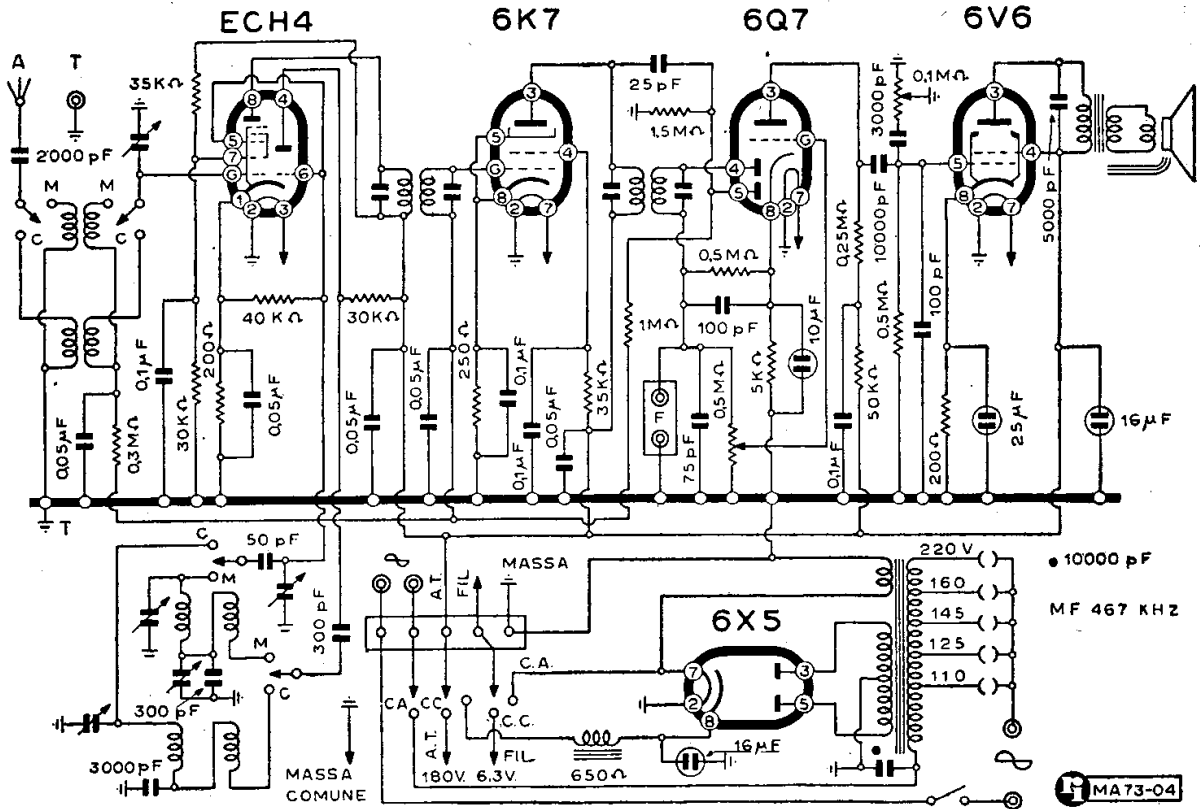 ECH4 6K7 6Q7 6V6
A T
35KΩ
2000 pF
M M
C C
8 4
5
7
G 6
1 2 3
3
5
4
G
8 2 7
25 pF
1,5MΩ
3
G
4
5
8 2 7
3000 pF
0,1MΩ
3
5 4
8 2 7
5000 pF
0,25MΩ
10000 pF
40 KΩ
30KΩ
0,5MΩ
100 pF
1MΩ
10µF
0,5MΩ
100 pF
0,1µF
200Ω
0,05µF
0,05µF
0,05µF
250Ω
0,1µF
35KΩ
0,5MΩ
5KΩ
50KΩ
0,05µF
0,3MΩ
30KΩ
0,1µF
0,05µF
F
75 pF
0,1µF
200Ω
25µF
16µF
T
C
50 pF
M
300 pF
M
C
300 pF
3000pF
MASSA
COMUNE
A.T.
FIL
MASSA
C.A.
CA CC C.C.
A.T. FIL
180V. 6.3V.
650Ω
16µF
6X5
7 3
2 5
8
220 V
160
145
125
110
• 10000 pF
MF 467 KHZ
MA73-04